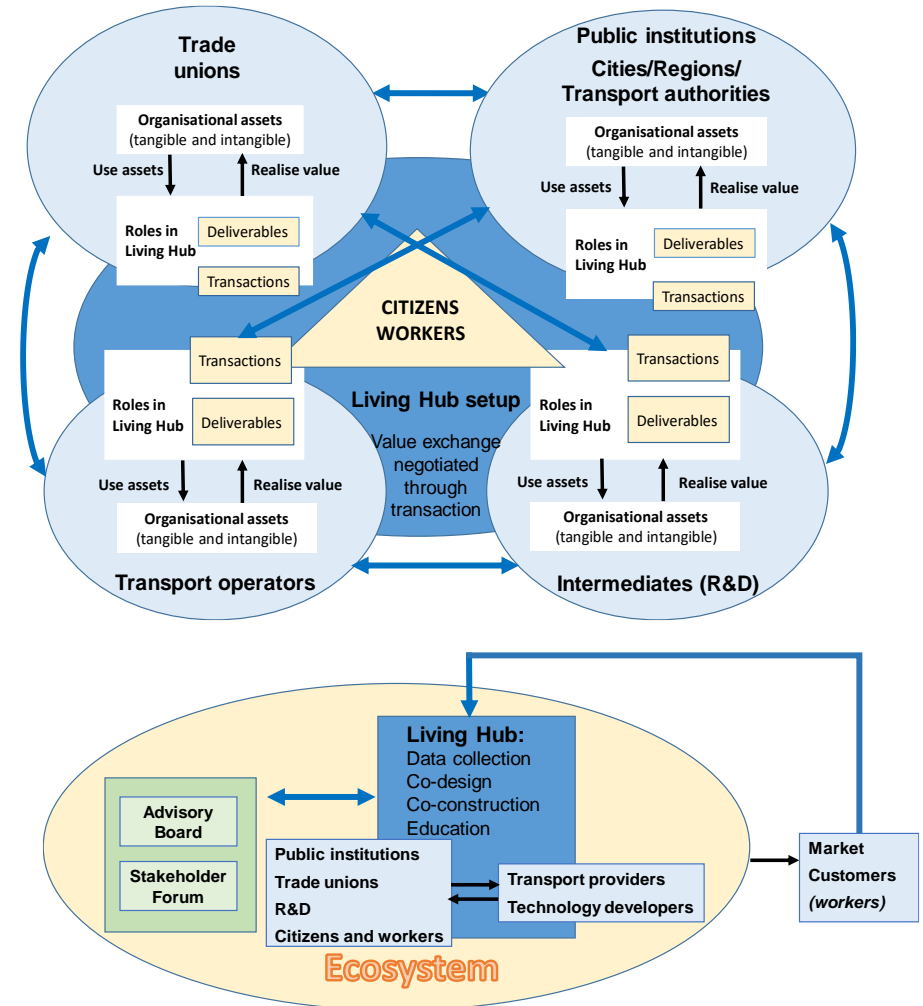 Trade
unions
Organisational assets
(tangible and intangible)
Use assets
Realise value
Roles in
Living Hub
Deliverables
Transactions
Public institutions
Cities/Regions/
Transport authorities
Organisational assets
(tangible and intangible)
Use assets
Realise value
Roles in
Living Hub
Deliverables
Transactions
CITIZENS
WORKERS
Living Hub setup
Value exchange
negotiated
through
transaction
Transactions
Roles in
Living Hub
Deliverables
Use assets
Realise value
Organisational assets
(tangible and intangible)
Transport operators
Transactions
Roles in
Living Hub
Deliverables
Use assets
Realise value
Organisational assets
(tangible and intangible)
Intermediates (R&D)
Living Hub:
Data collection
Co-design
Co-construction
Education
Advisory
Board
Stakeholder
Forum
Public institutions
Trade unions
R&D
Citizens and workers
Transport providers
Technology developers
Market
Customers
(workers)
Ecosystem